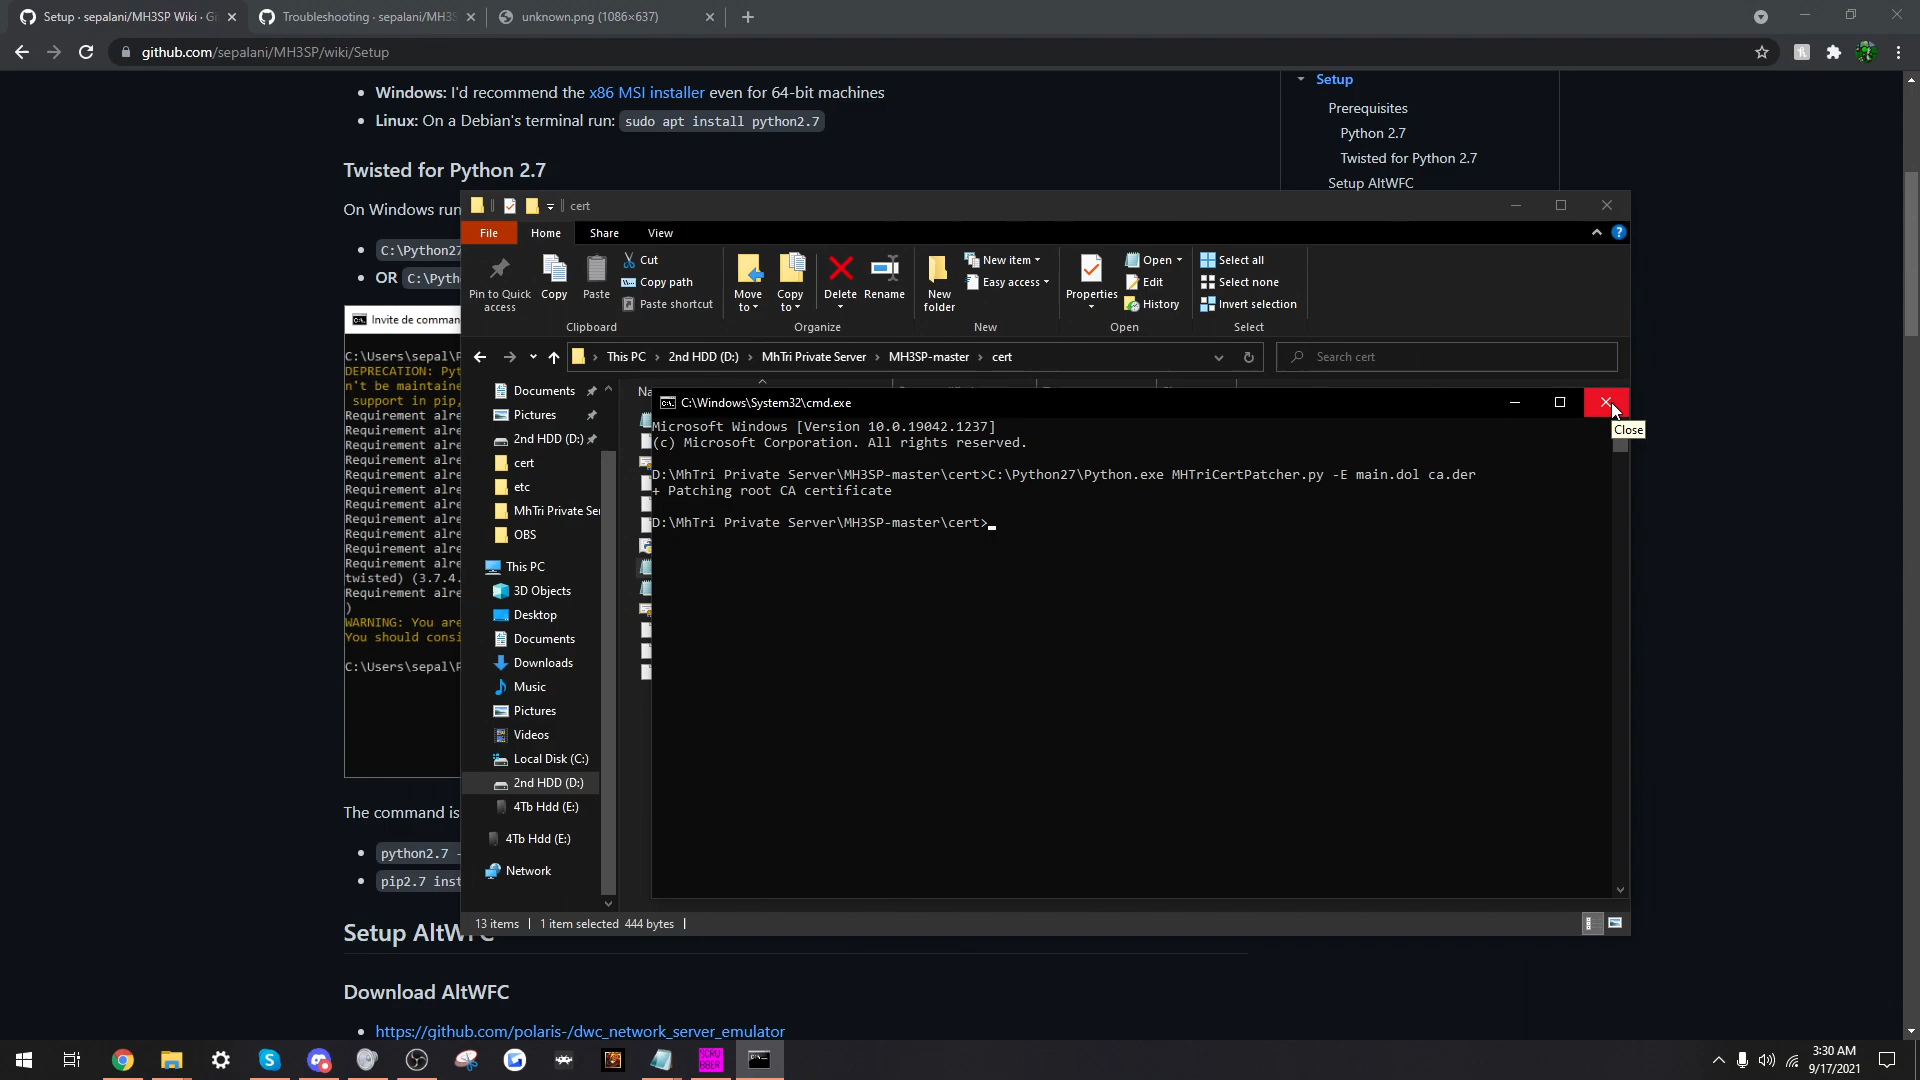 Setup · sepalani/MH3SP Wiki · Gi
Troubleshooting · sepalani/MH3S
unknown.png (1086×637)
github.com/sepalani/MH3SP/wiki/Setup
Windows: I'd recommend the x86 MSI installer even for 64-bit machines
Linux: On a Debian's terminal run: sudo apt install python2.7
Twisted for Python 2.7
On Windows run
C:\Python27
OR C:\Pyth
Setup
Prerequisites
Python 2.7
Twisted for Python 2.7
Setup AltWFC
Invite de comman
C:\Users\sepal\P
DEPRECATION: Pyt
n't be maintaine
support in pip,
Requirement alre
Requirement alre
Requirement alre
Requirement alre
Requirement alre
Requirement alre
Requirement alre
Requirement alre
Requirement alre
Requirement alre
twisted) (3.7.4.
Requirement alre
)
WARNING: You are
You should consi
C:\Users\sepal\P
The command is
python2.7 -
pip2.7 inst
Setup AltWFC
Download AltWFC
https://github.com/polaris-/dwc_network_server_emulator
cert
File
Home
Share
View
Pin to Quick access
Copy
Paste
Cut
Copy path
Paste shortcut
Clipboard
Move to
Copy to
Delete
Rename
Organize
New folder
New item
Easy access
New
Properties
Open
Edit
History
Open
Select all
Select none
Invert selection
Select
This PC
2nd HDD (D:)
MhTri Private Server
MH3SP-master
cert
Search cert
Na
Documents
Pictures
2nd HDD (D:)
cert
etc
MhTri Private Ser
OBS
This PC
3D Objects
Desktop
Documents
Downloads
Music
Pictures
Videos
Local Disk (C:)
2nd HDD (D:)
4Tb Hdd (E:)
4Tb Hdd (E:)
Network
13 items
1 item selected 444 bytes
C:\Windows\System32\cmd.exe
Close
Microsoft Windows [Version 10.0.19042.1237]
(c) Microsoft Corporation. All rights reserved.
D:\MhTri Private Server\MH3SP-master\cert>C:\Python27\Python.exe MHTriCertPatcher.py -E main.dol ca.der
+ Patching root CA certificate
D:\MhTri Private Server\MH3SP-master\cert>
SCRU
BBER
3:30 AM
9/17/2021